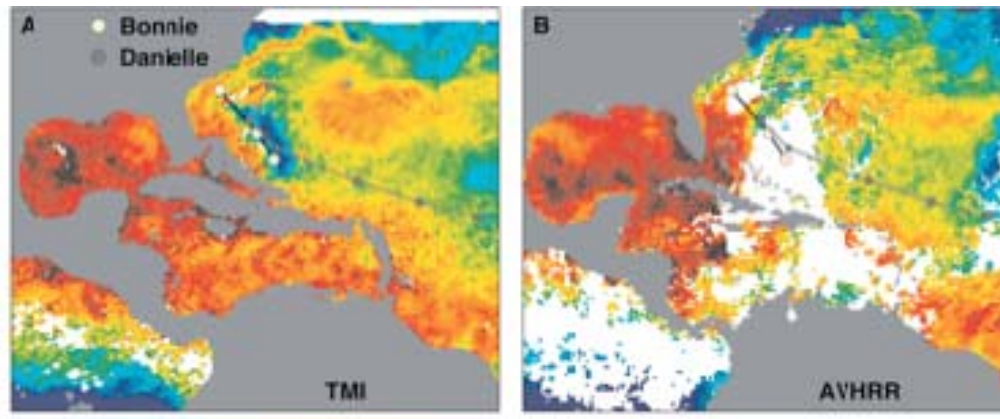 A
Bonnie
Danielle
TMI
B
AVHRR